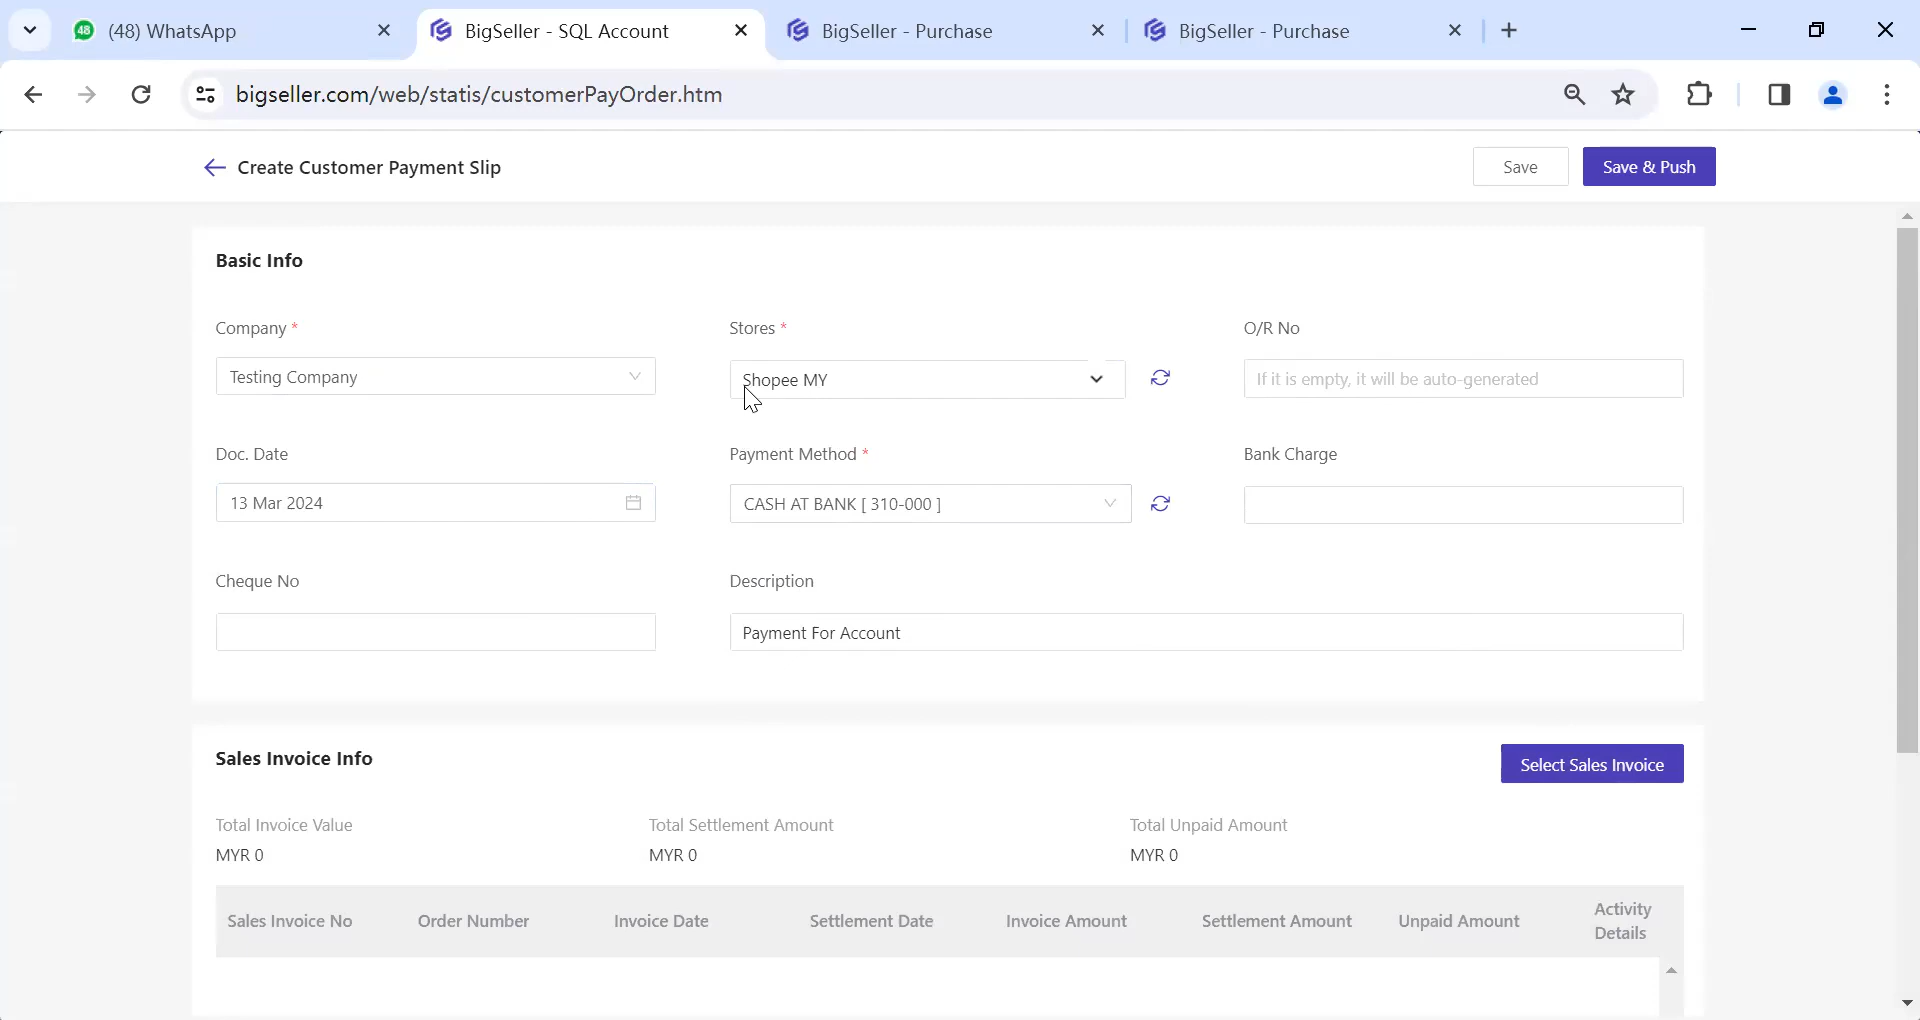 48
(48) WhatsApp
BigSeller - SQL Account
BigSeller - Purchase
BigSeller - Purchase
bigseller.com/web/statis/customerPayOrder.htm
Create Customer Payment Slip
Save
Save & Push
Basic Info
Company *
Stores *
O/R No
Testing Company
Shopee MY
If it is empty, it will be auto-generated
Doc. Date
Payment Method *
Bank Charge
13 Mar 2024
CASH AT BANK [ 310-000 ]
Cheque No
Description
Payment For Account
Sales Invoice Info
Select Sales Invoice
Total Invoice Value
Total Settlement Amount
Total Unpaid Amount
MYR 0
MYR 0
MYR 0
Sales Invoice No
Order Number
Invoice Date
Settlement Date
Invoice Amount
Settlement Amount
Unpaid Amount
Activity
Details